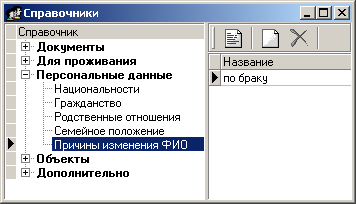 Справочники
Справочник
Документы
Для проживания
Персональные данные
Национальности
Гражданство
Родственные отношения
Семейное положение
Причины изменения ФИО
Объекты
Дополнительно
Название
по браку